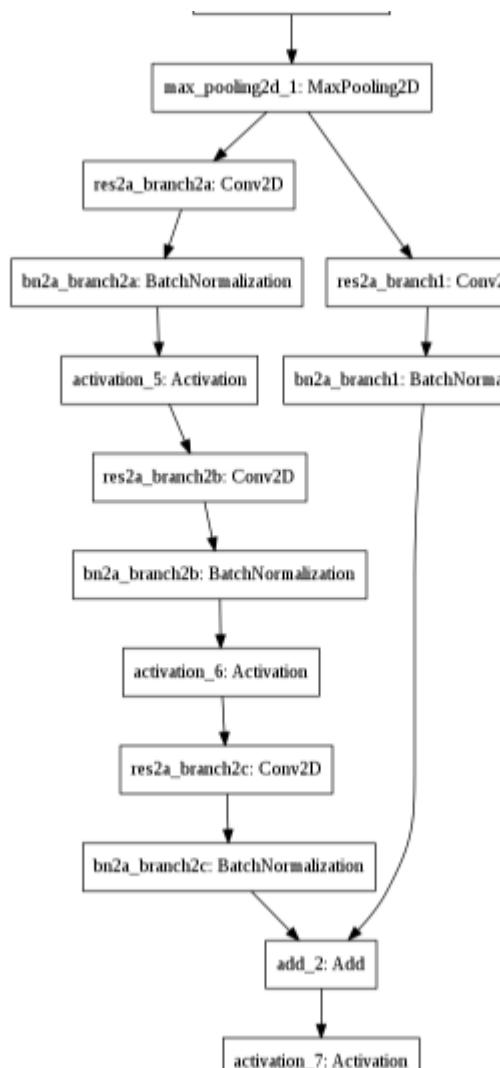 max_pooling2d_1: MaxPooling2D
res2a_branch2a: Conv2D
bn2a_branch2a: BatchNormalization
res2a_branch1: Conv2
activation_5: Activation
bn2a_branch1: BatchNorma
res2a_branch2b: Conv2D
bn2a_branch2b: BatchNormalization
activation_6: Activation
res2a_branch2c: Conv2D
bn2a_branch2c: BatchNormalization
add_2: Add
activation_7: Activation